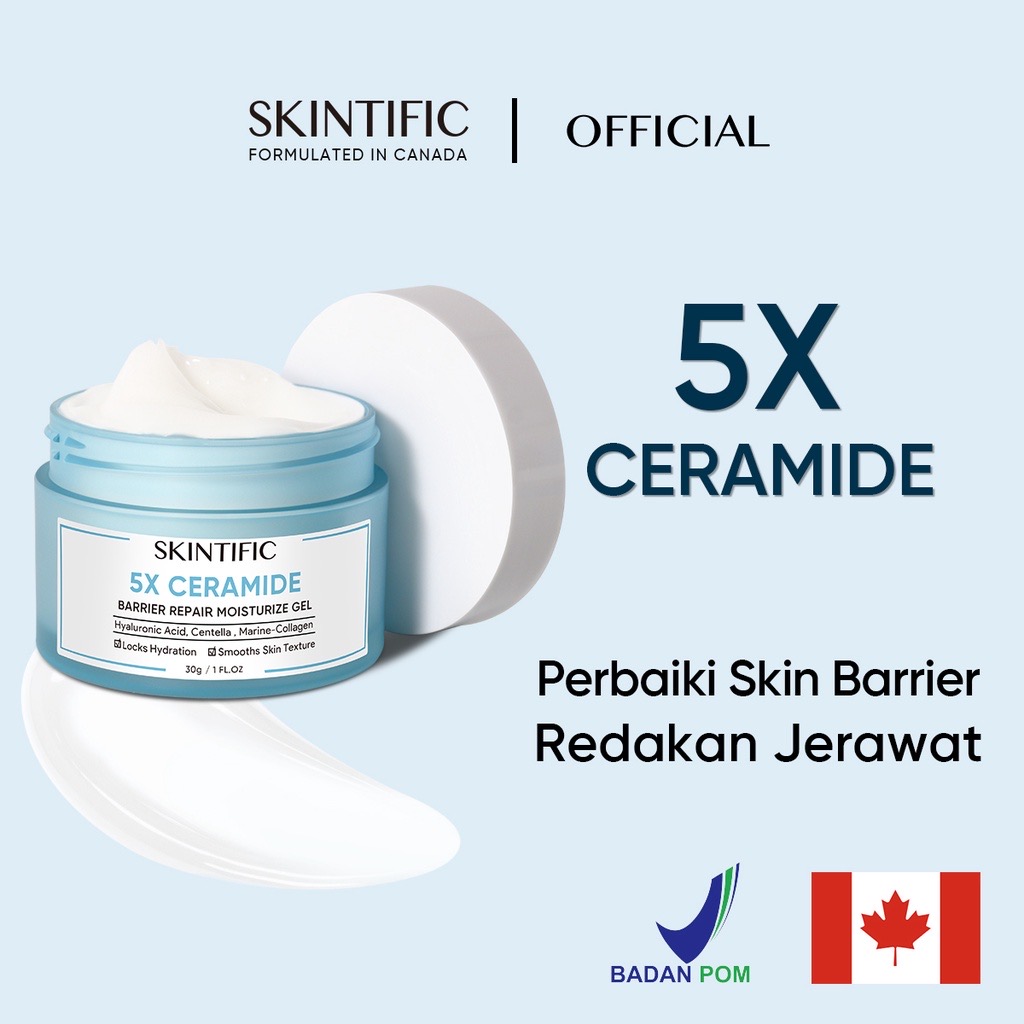 SKINTIFIC
FORMULATED IN CANADA
OFFICIAL
5X
CERAMIDE
SKINTIFIC
5X CERAMIDE
BARRIER REPAIR MOISTURIZE GEL
Hyaluronic Acid, Centella , Marine-Collagen
☑Locks Hydration ☑Smooths Skin Texture
30g / 1 FL.OZ
Perbaiki Skin Barrier
Redakan Jerawat
BADAN POM